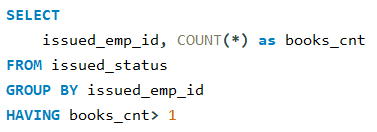 SELECT
    issued_emp_id, COUNT(*) as books_cnt
FROM issued_status
GROUP BY issued_emp_id
HAVING books_cnt> 1